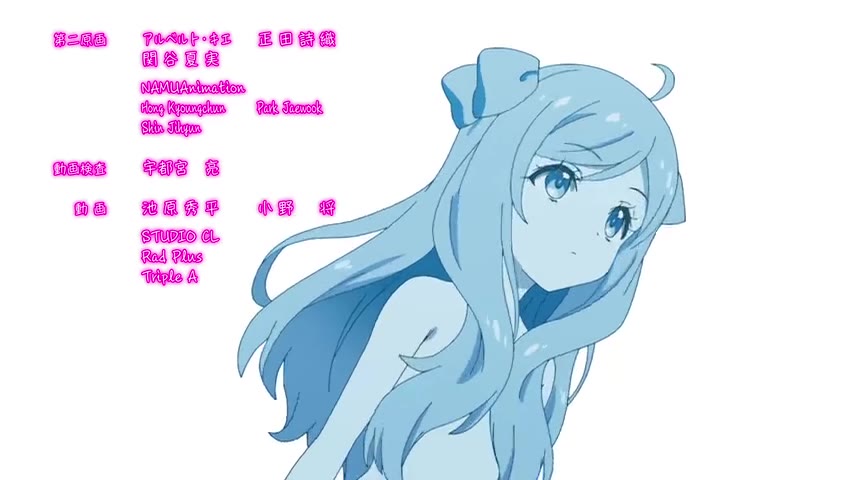 第二原画 アルベルト・キエ 正田詩織
関谷夏実
NAMUAnimation
Hong Kyoungchun Park Jaewook
Shin Jihyun
動画検査 宇都宮 亮
動画 池原秀平 小野 将
STUDIO CL
Rad Plus
Triple A